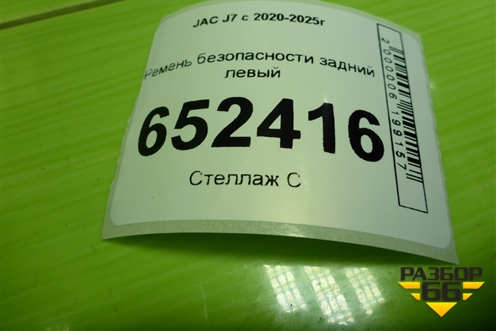 JAC J7 с 2020-2025г
Ремень безопасности задний
левый
652416
Стеллаж С
2000006199157
РАЗБОР
66